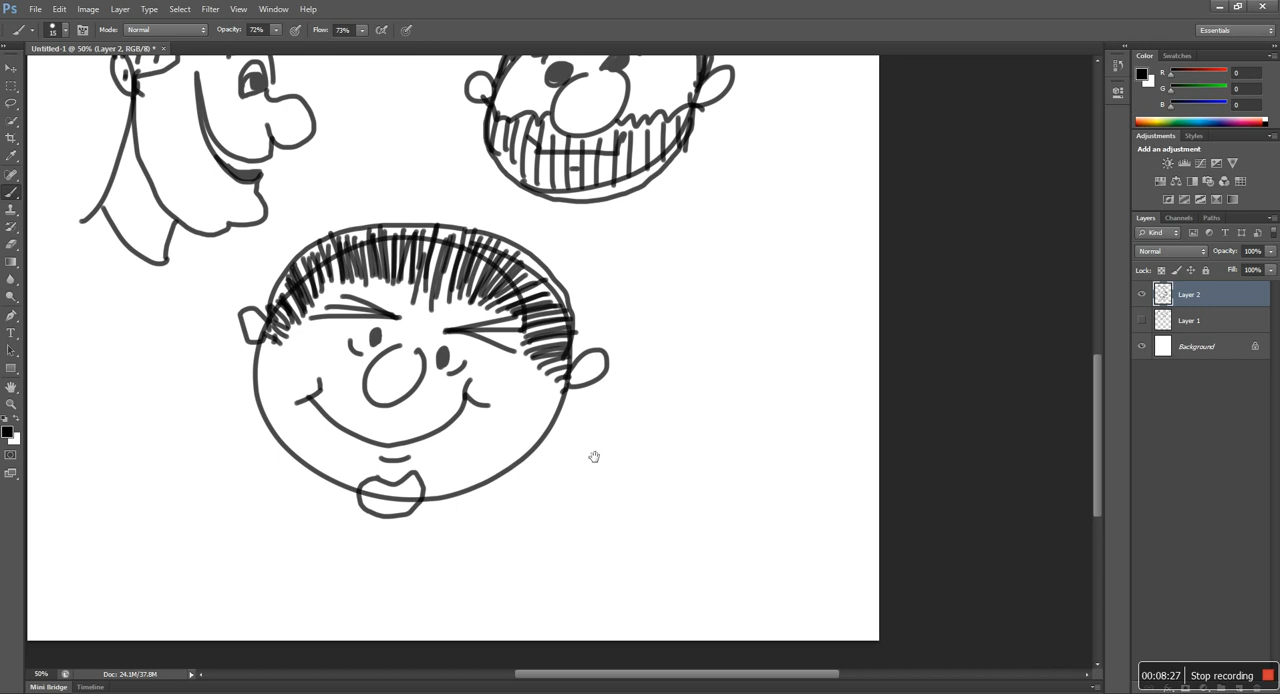 Ps File Edit Image Layer Type Select Filter View Window Help
15 Mode: Normal Opacity: 72% Flow: 73% Essentials
Untitled-1 @ 50% (Layer 2, RGB/8) * ×
Color Swatches
R 0
G 0
B 0
Adjustments Styles
Add an adjustment
Layers Channels Paths
Kind
Normal Opacity: 100%
Lock: Fill: 100%
Layer 2
Layer 1
Background
50% Doc: 24.1M/37.8M
00:08:27 Stop recording
Mini Bridge Timeline